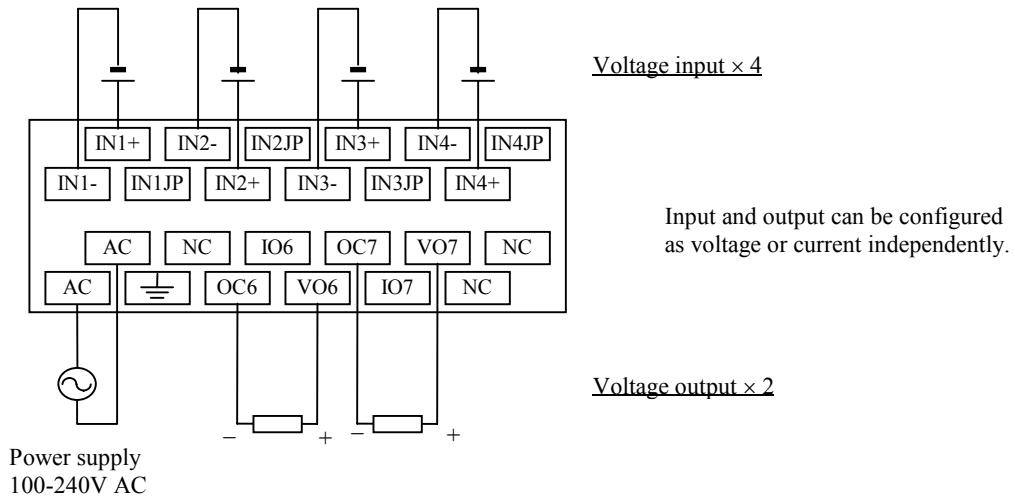 Voltage input × 4
IN1+ IN2- IN2JP IN3+ IN4- IN4JP
IN1- IN1JP IN2+ IN3- IN3JP IN4+
Input and output can be configured
as voltage or current independently.
AC NC IO6 OC7 VO7 NC
AC OC6 VO6 IO7 NC
Voltage output × 2
− + − +
Power supply
100-240V AC